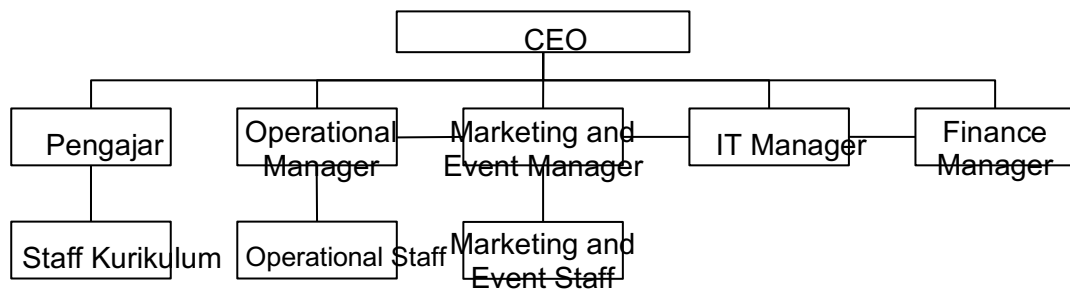 CEO
Pengajar
Operational
Manager
Marketing and
Event Manager
IT Manager
Finance
Manager
Staff Kurikulum
Operational Staff
Marketing and
Event Staff